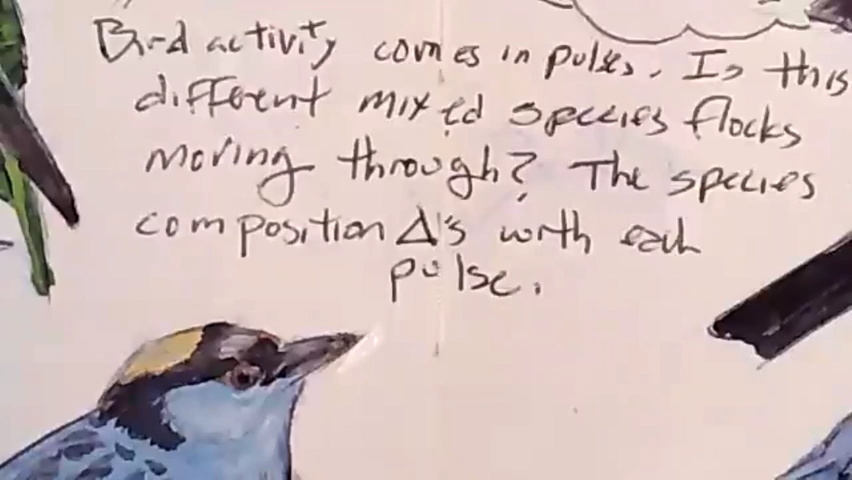 Bird activity comes in pulses. Is this
different mixed species flocks
moving through? The species
composition Δ's with each
pulse.